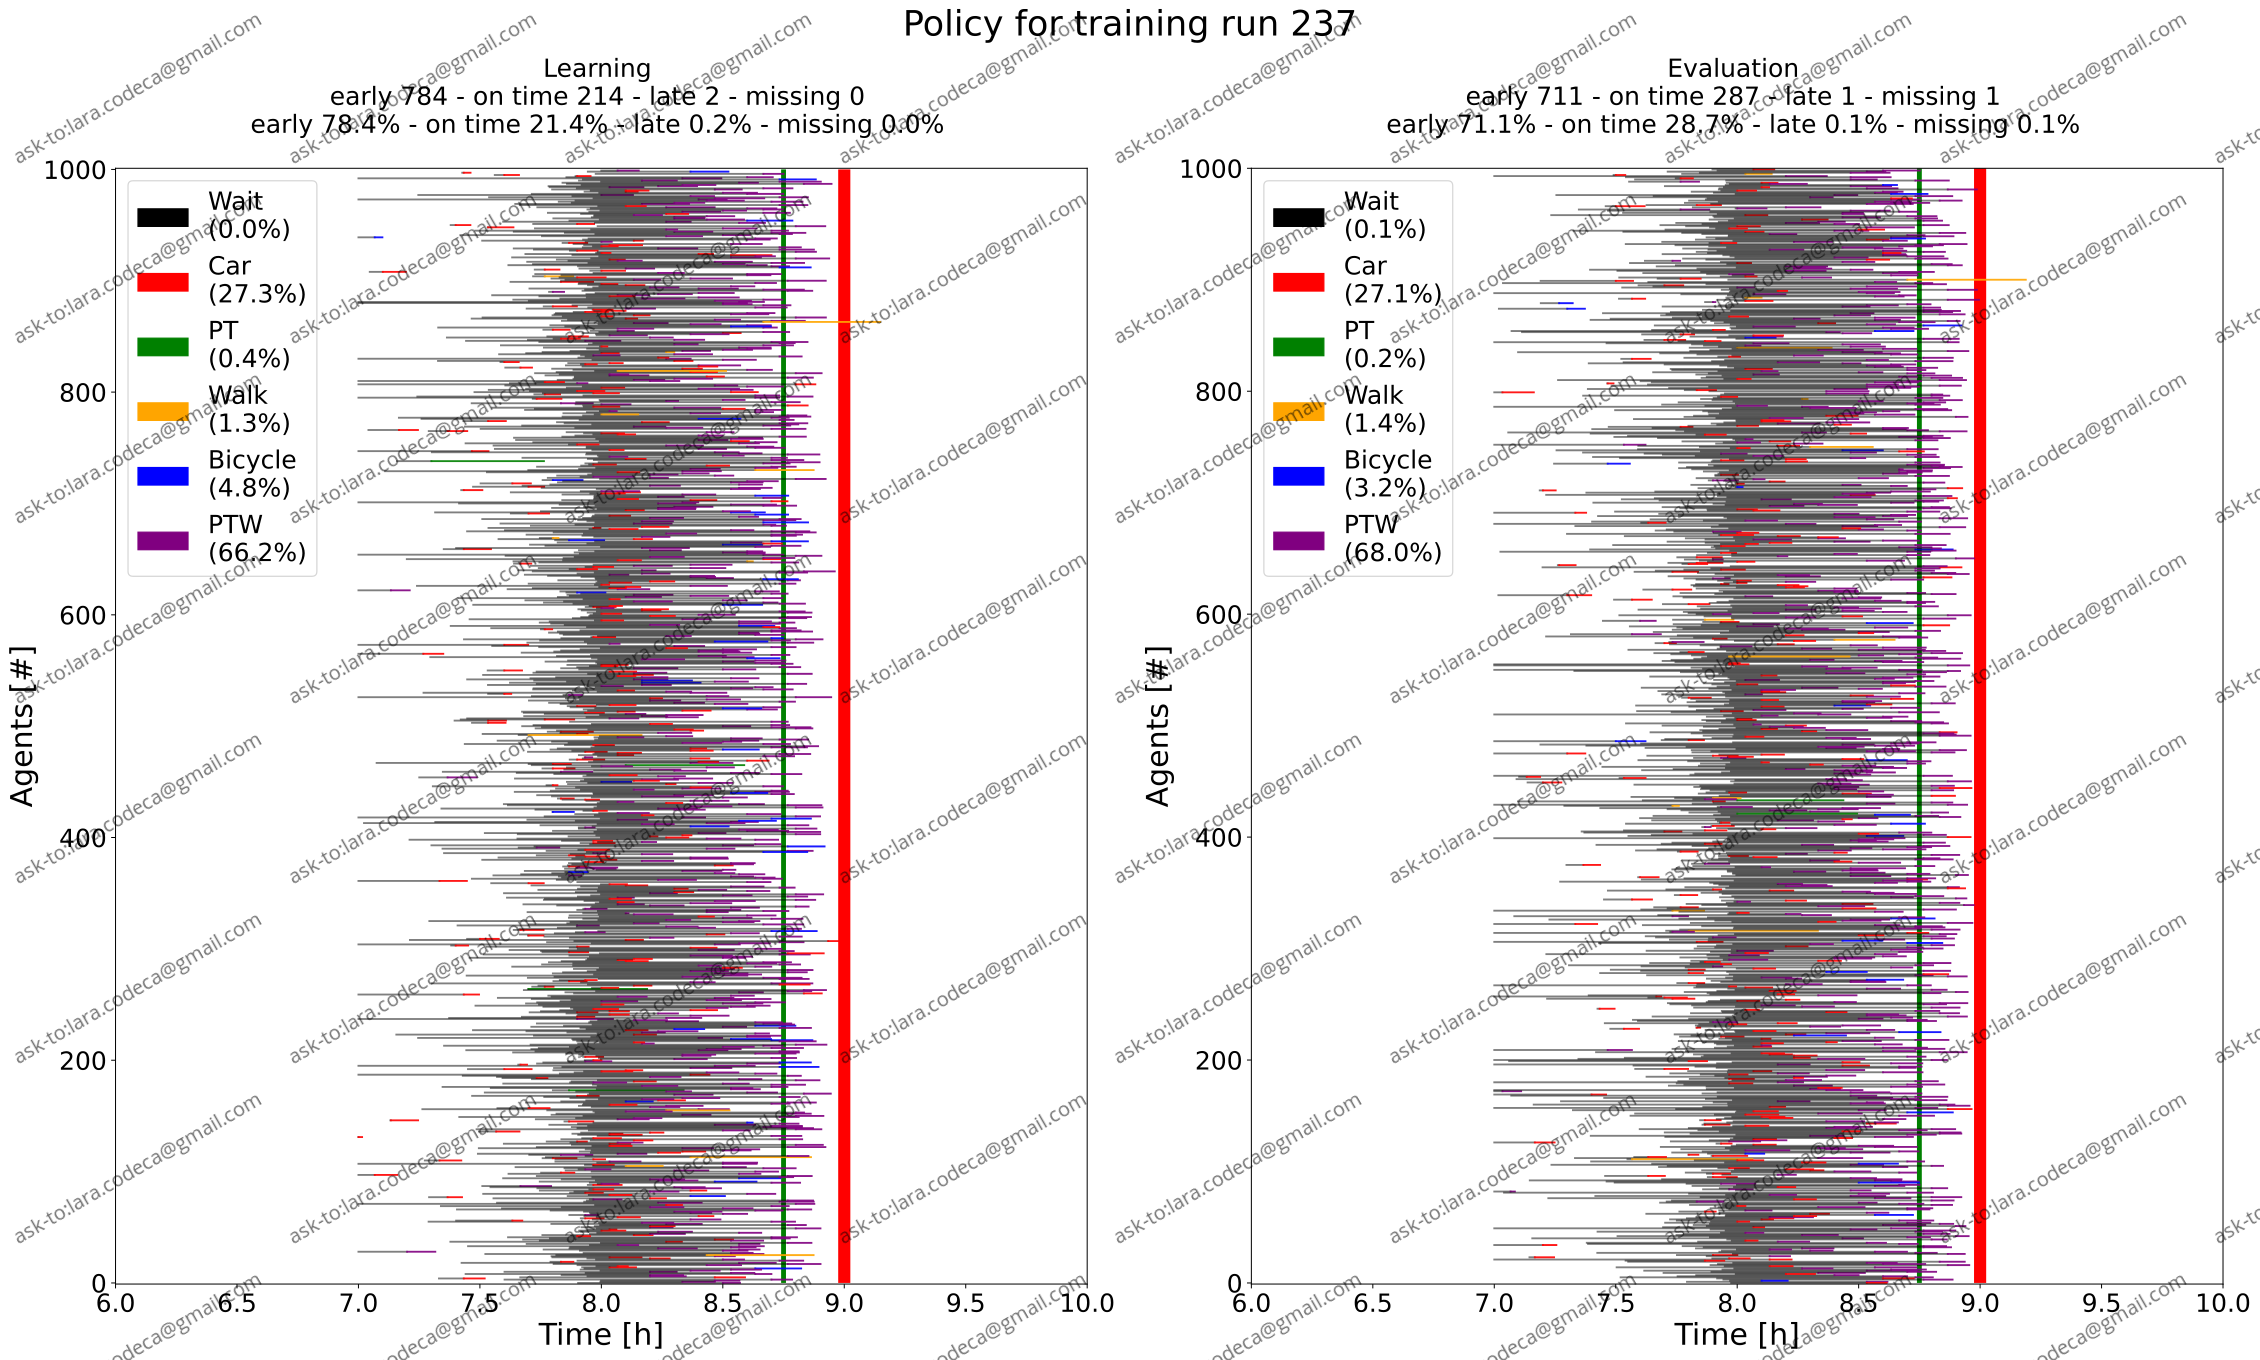 Policy for training run 237
Learning
early 784 - on time 214 - late 2 - missing 0
early 78.4% - on time 21.4% - late 0.2% - missing 0.0%
Evaluation
early 711 - on time 287 - late 1 - missing 1
early 71.1% - on time 28.7% - late 0.1% - missing 0.1%
Agents [#]
1000
800
600
400
200
0
Wait
(0.0%)
Car
(27.3%)
PT
(0.4%)
Walk
(1.3%)
Bicycle
(4.8%)
PTW
(66.2%)
6.0 6.5 7.0 7.5 8.0 8.5 9.0 9.5 10.0
Time [h]
Agents [#]
1000
800
600
400
200
0
Wait
(0.1%)
Car
(27.1%)
PT
(0.2%)
Walk
(1.4%)
Bicycle
(3.2%)
PTW
(68.0%)
6.0 6.5 7.0 7.5 8.0 8.5 9.0 9.5 10.0
Time [h]
ask-to:lara.codeca@gmail.com